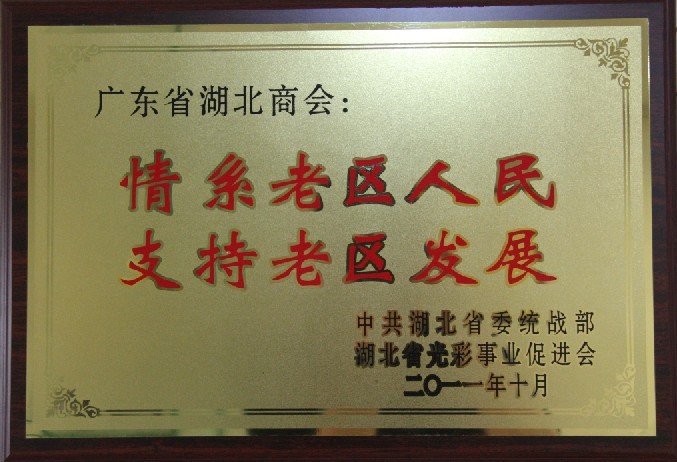 广东省湖北商会:
情系老区人民
支持老区发展
中共湖北省委统战部
湖北省光彩事业促进会
二〇一一年十月